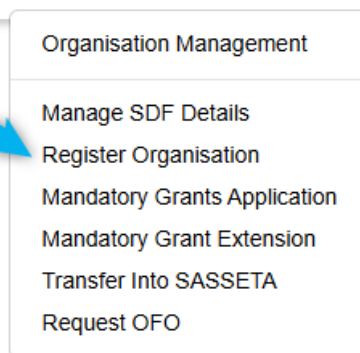 Organisation Management
Manage SDF Details
Register Organisation
Mandatory Grants Application
Mandatory Grant Extension
Transfer Into SASSETA
Request OFO